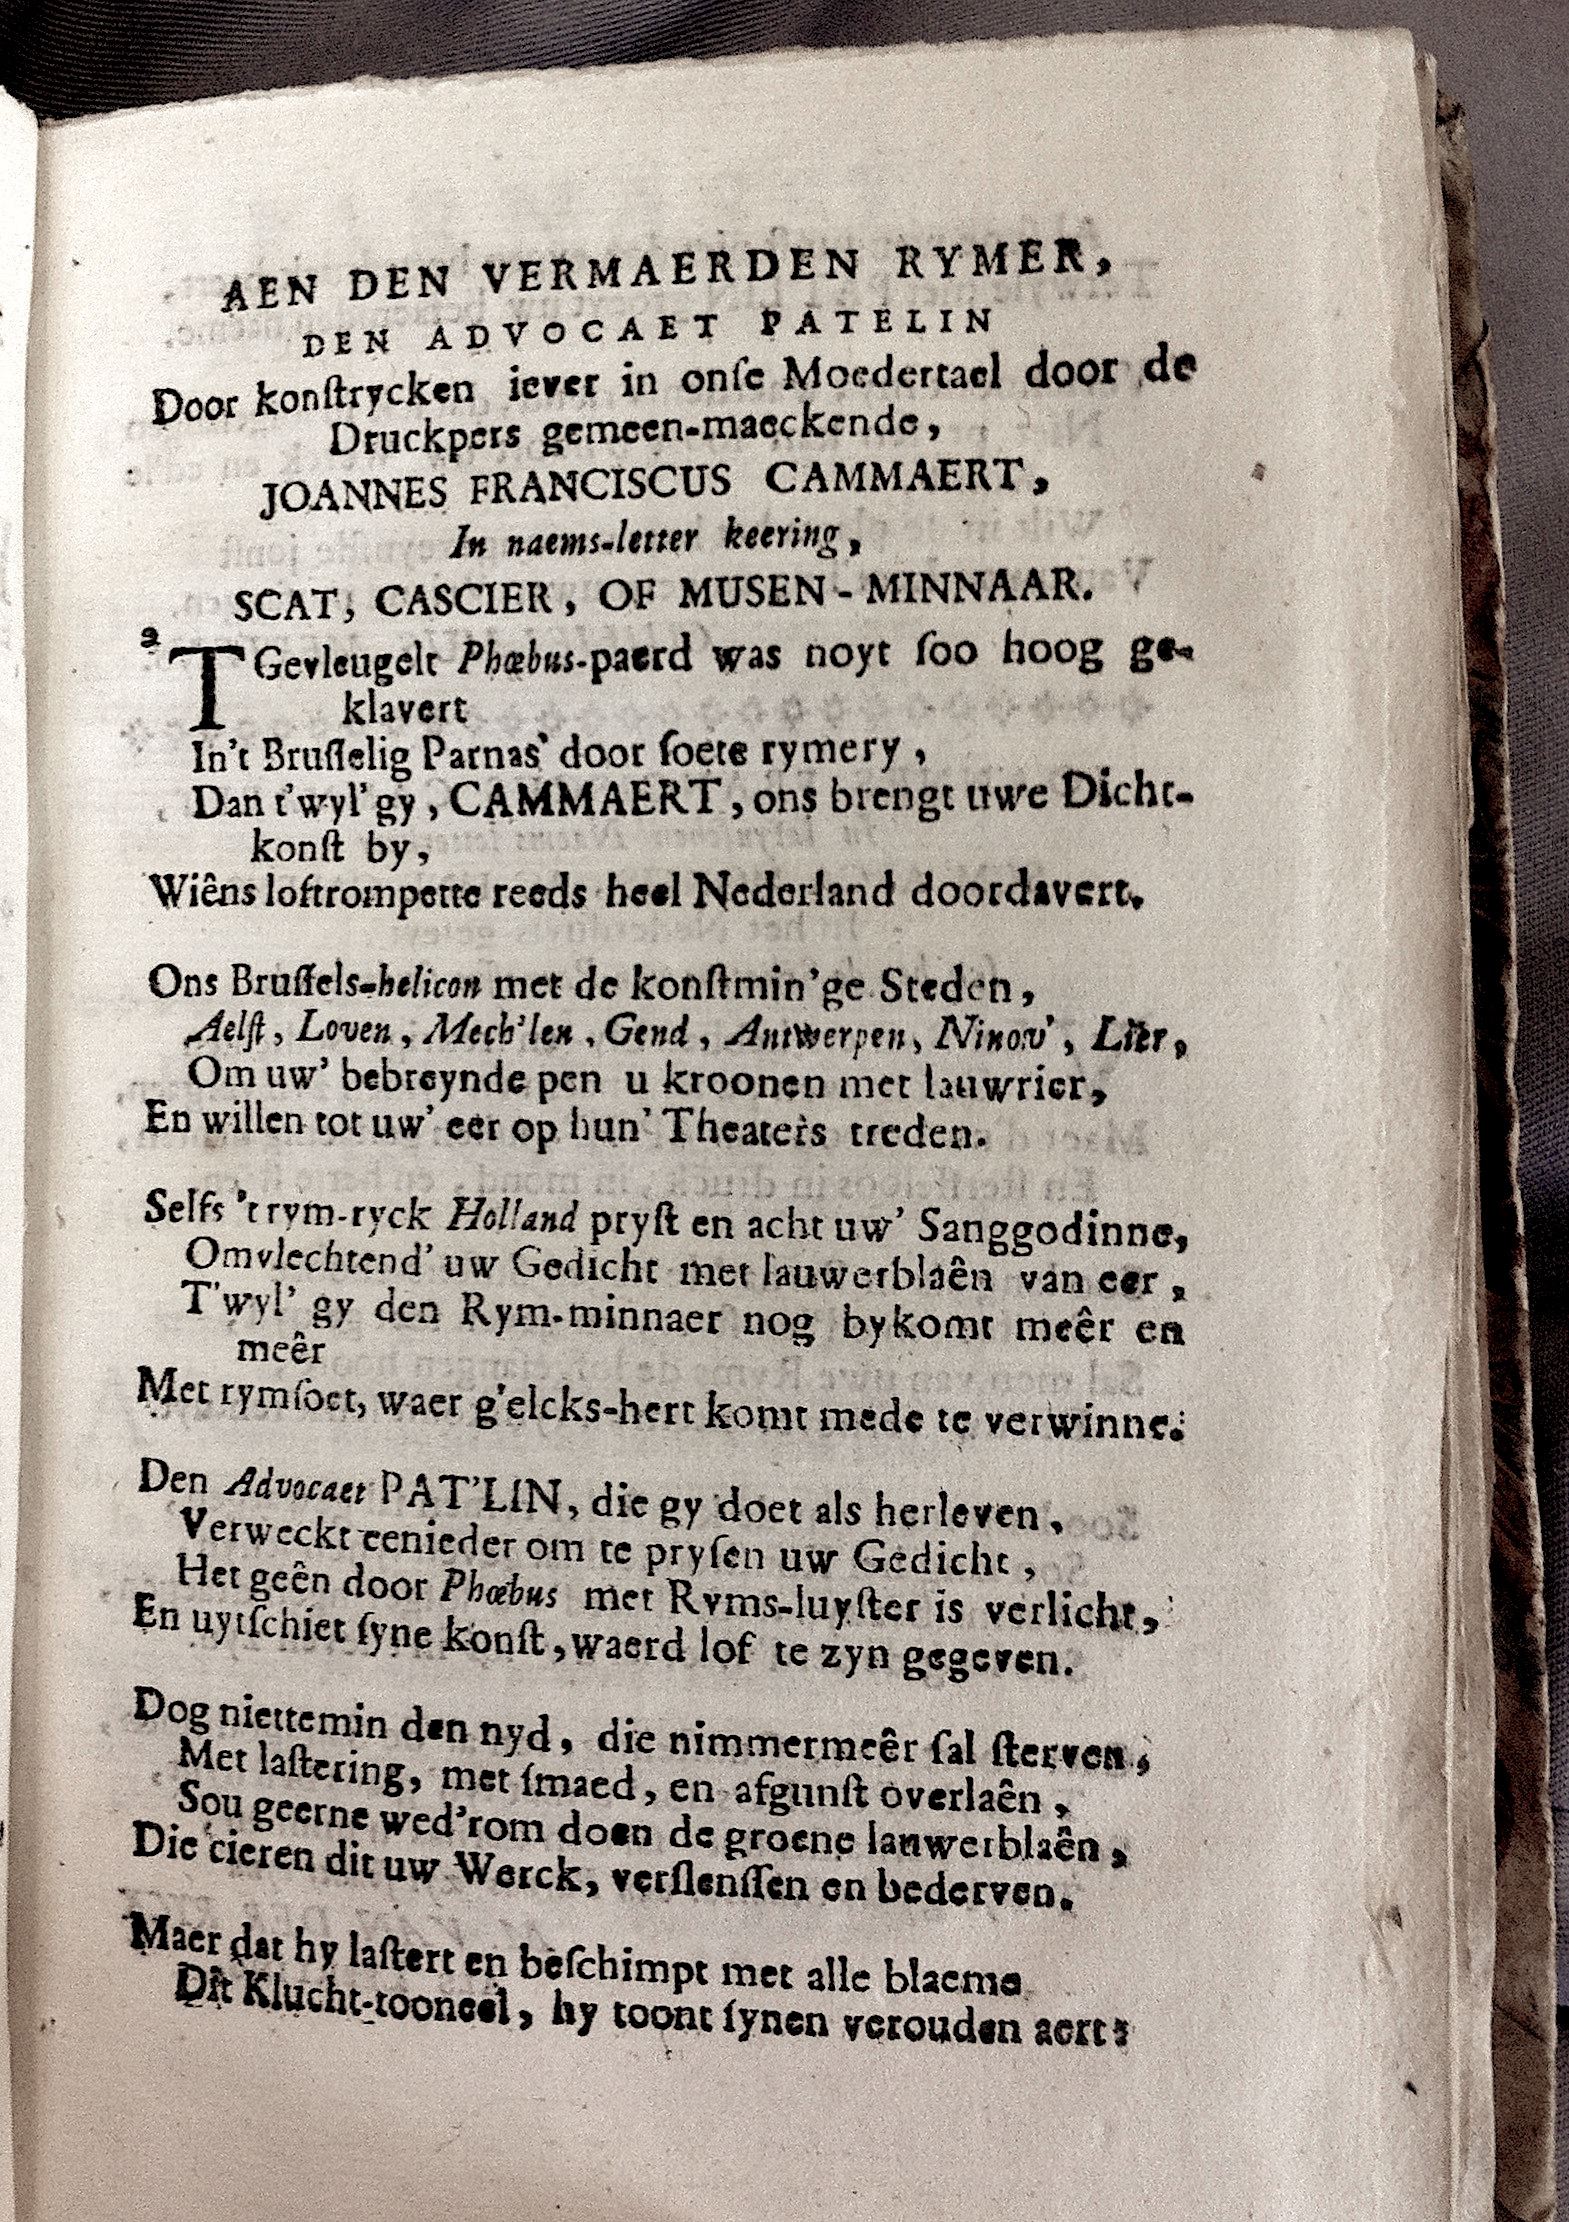 AEN DEN VERMAERDEN RYMER,
DEN ADVOCAET PATELIN
Door konſtrycken iever in onſe Moedertael door de
Druckpers gemeen-maeckende,
JOANNES FRANCISCUS CAMMAERT,
In naems-letter keering,
SCAT, CASCIER, OF MUSEN-MINNAAR.
'T Gevleugelt Phœbus-paerd was noyt ſoo hoog ge-
klavert
In't Bruſſelig Parnas' door ſoete rymery,
Dan t'wyl' gy, CAMMAERT, ons brengt uwe Dicht-
konſt by,
Wiêns loftrompette reeds heel Nederland doordavert.
Ons Bruſſels-helicon met de konſtmin'ge Steden,
Aelſt, Loven, Mech'len, Gend, Antwerpen, Ninov', Lier,
Om uw' bebreynde pen u kroonen met lauwrier,
En willen tot uw' eer op hun' Theaters treden.
Selfs 't rym-ryck Holland pryſt en acht uw' Sanggodinne,
Omvlechtend' uw Gedicht met lauwerblaên van eer,
T'wyl' gy den Rym-minnaer nog bykomt meêr en
meêr
Met rymſoet, waer g'elcks-hert komt mede te verwinne.
Den Advocaet PAT'LIN, die gy doet als herleven,
Verweckt eenieder om te pryſen uw Gedicht,
Het geên door Phœbus met Ryms-luyſter is verlicht,
En uytſchiet ſyne konſt, waerd lof te zyn gegeven.
Dog niettemin den nyd, die nimmermeêr ſal ſterven,
Met laſtering, met ſmaed, en afgunſt overlaên,
Sou geerne wed'rom doen de groene lauwerblaên,
Die cieren dit uw Werck, verſlenſſen en bederven.
Maer dat hy laſtert en beſchimpt met alle blaeme
Dit Klucht-tooneel, hy toont ſynen verouden aert: